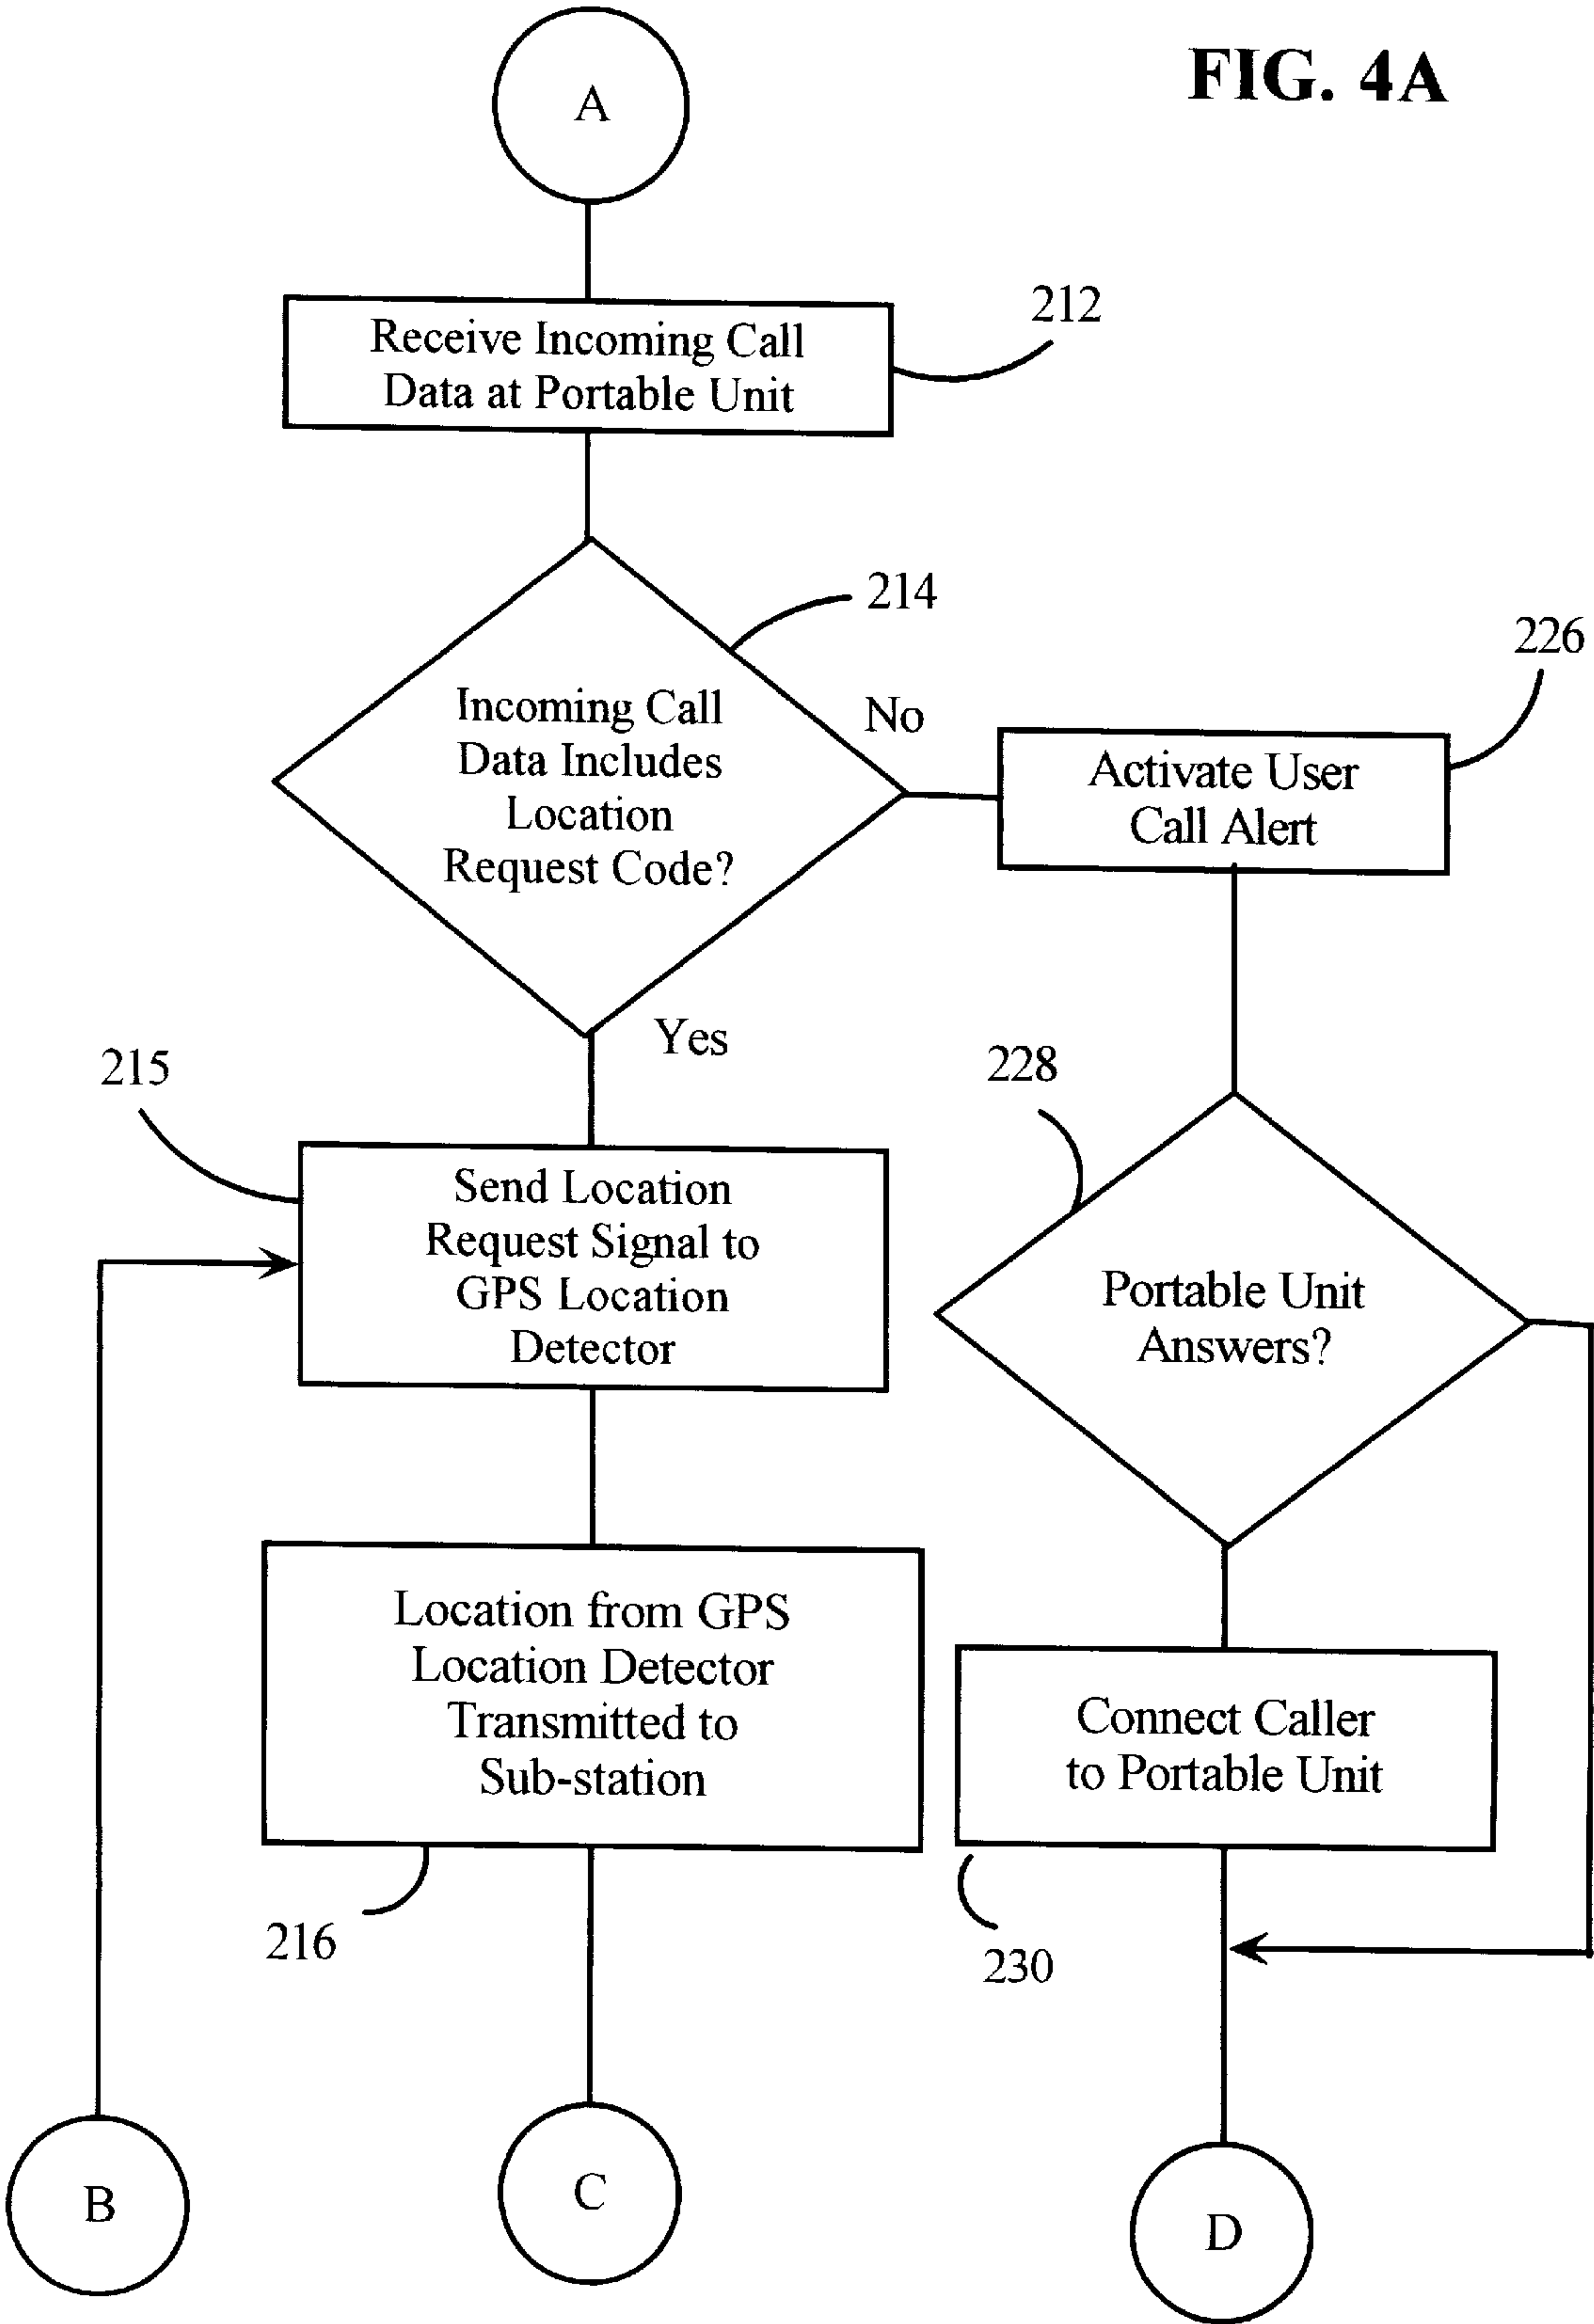 FIG. 4A
A
212
Receive Incoming Call
Data at Portable Unit
214
226
Incoming Call
Data Includes
Location
Request Code?
No
Activate User
Call Alert
Yes
215
228
Send Location
Request Signal to
GPS Location
Detector
Portable Unit
Answers?
Location from GPS
Location Detector
Transmitted to
Sub-station
Connect Caller
to Portable Unit
216
230
B
C
D